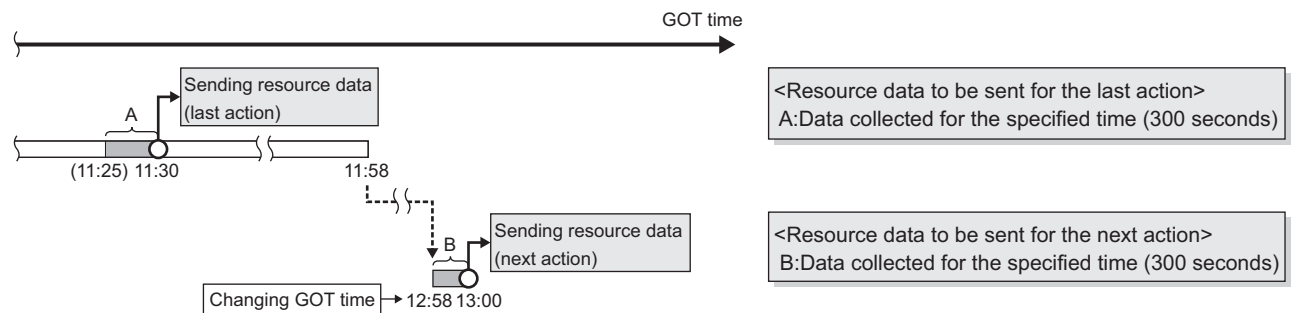 GOT time
Sending resource data
(last action)
A
(11:25) 11:30
11:58
<Resource data to be sent for the last action>
A:Data collected for the specified time (300 seconds)
Sending resource data
(next action)
B
Changing GOT time
12:58 13:00
<Resource data to be sent for the next action>
B:Data collected for the specified time (300 seconds)